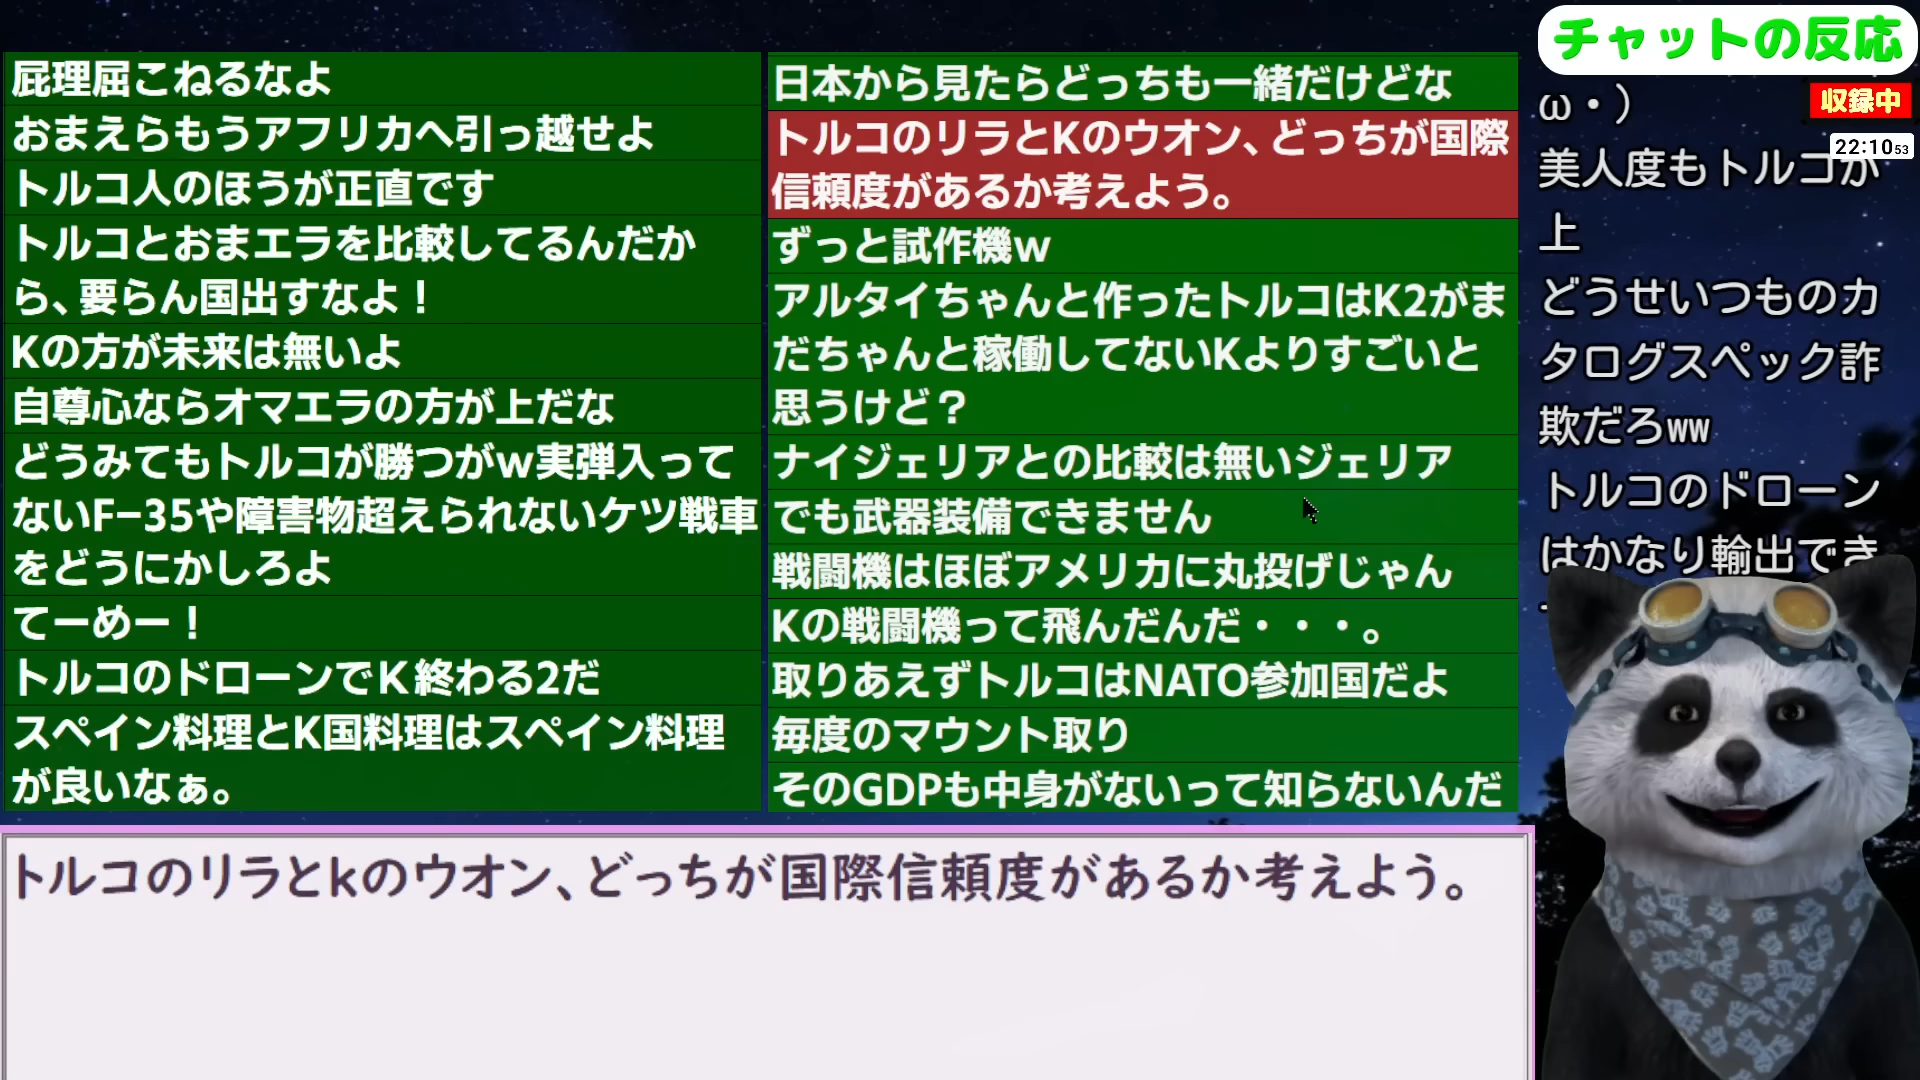 屁理屈こねるなよ
おまえらもうアフリカへ引っ越せよ
トルコ人のほうが正直です
トルコとおまエラを比較してるんだか
ら、要らん国出すなよ！
Kの方が未来は無いよ
自尊心ならオマエラの方が上だな
どうみてもトルコが勝つがw実弾入って
ないF−35や障害物超えられないケツ戦車
をどうにかしろよ
てーめー！
トルコのドローンでK終わる2だ
スペイン料理とK国料理はスペイン料理
が良いなぁ。
日本から見たらどっちも一緒だけどな
トルコのリラとKのウオン、どっちが国際
信頼度があるか考えよう。
ずっと試作機w
アルタイちゃんと作ったトルコはK2がま
だちゃんと稼働してないKよりすごいと
思うけど？
ナイジェリアとの比較は無いジェリア
でも武器装備できません
戦闘機はほぼアメリカに丸投げじゃん
Kの戦闘機って飛んだんだ・・・。
取りあえずトルコはNATO参加国だよ
毎度のマウント取り
そのGDPも中身がないって知らないんだ
チャットの反応
収録中
22:10 53
ω・)
美人度もトルコが
上
どうせいつものカ
タログスペック詐
欺だろww
トルコのドローン
はかなり輸出でき
トルコのリラとkのウオン、どっちが国際信頼度があるか考えよう。